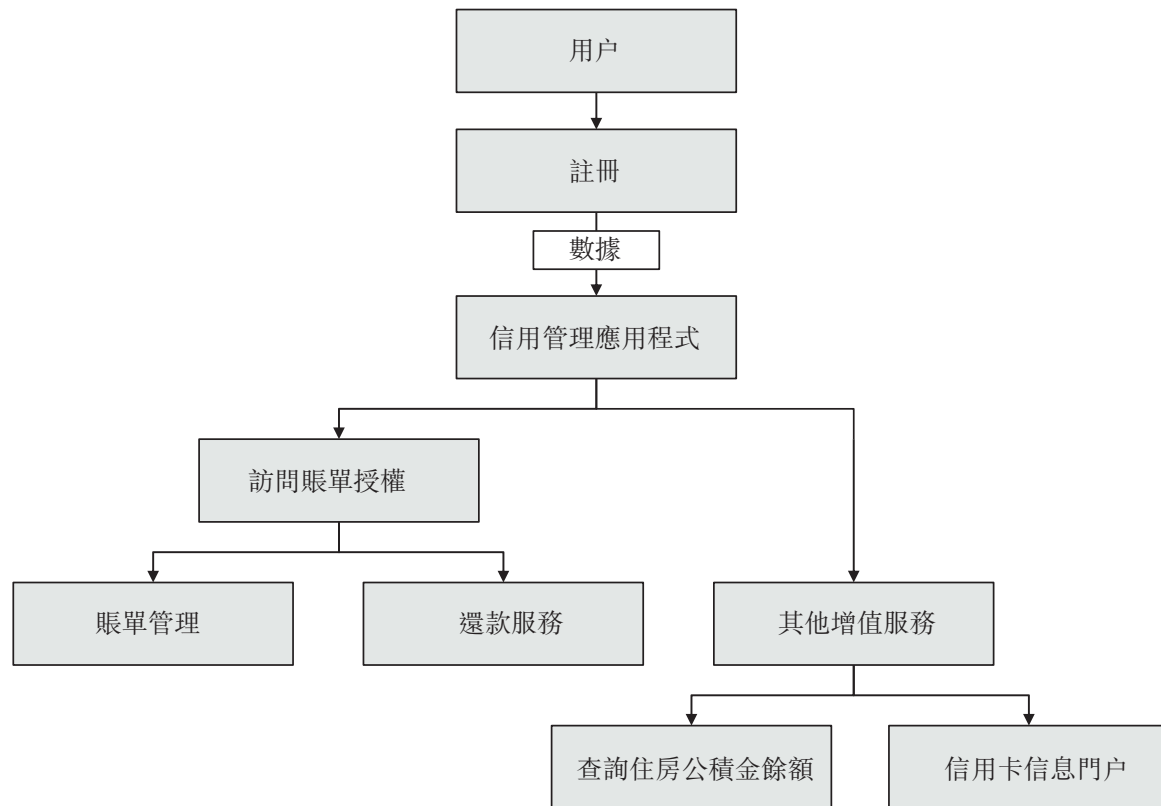 用户
註冊
數據
信用管理應用程式
訪問賬單授權
賬單管理
還款服務
其他增值服務
查詢住房公積金餘額
信用卡信息門户